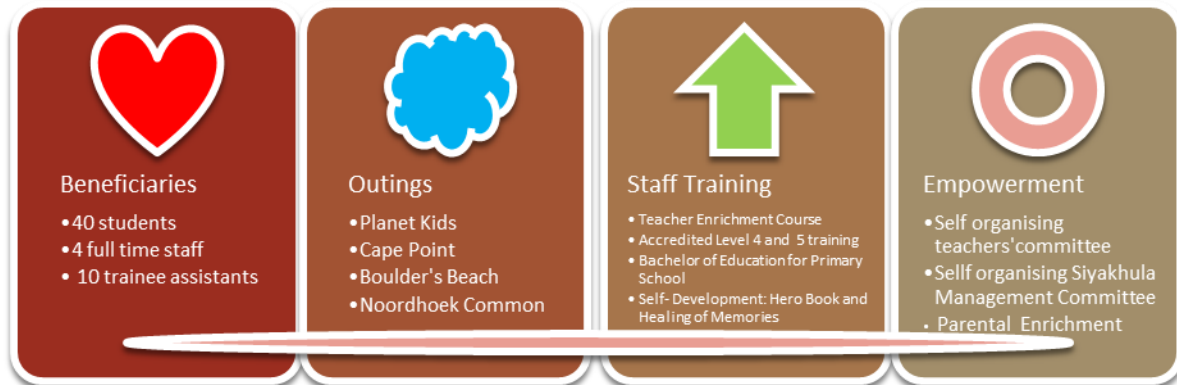 Beneficiaries
•40 students
•4 full time staff
• 10 trainee assistants
Outings
•Planet Kids
•Cape Point
•Boulder's Beach
•Noordhoek Common
Staff Training
•Teacher Enrichment Course
•Accredited Level 4 and 5 training
•Bachelor of Education for Primary
School
•Self- Development: Hero Book and
Healing of Memories
Empowerment
•Self organising
teachers'committee
•Sellf organising Siyakhula
Management Committee
• Parental Enrichment